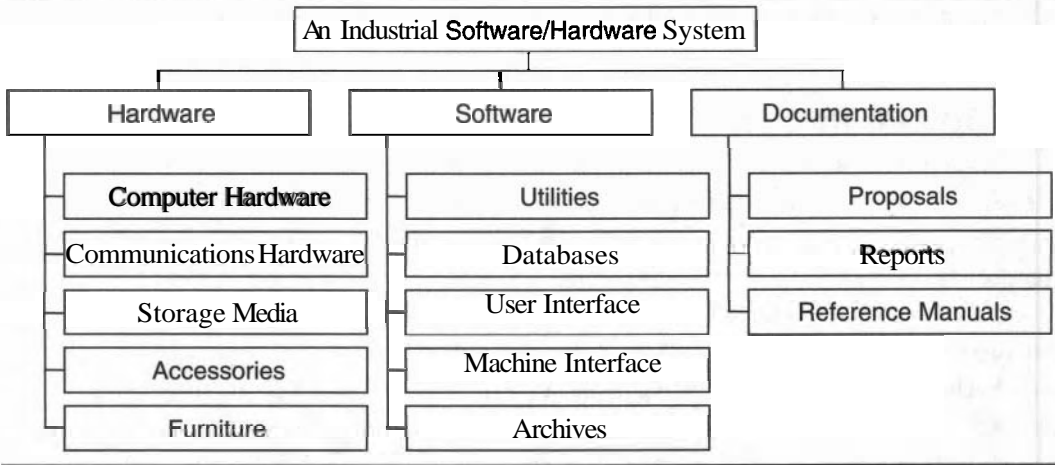 An Industrial Software/Hardware System
Hardware
Software
Documentation
Computer Hardware
Communications Hardware
Storage Media
Accessories
Furniture
Utilities
Databases
User Interface
Machine Interface
Archives
Proposals
Reports
Reference Manuals